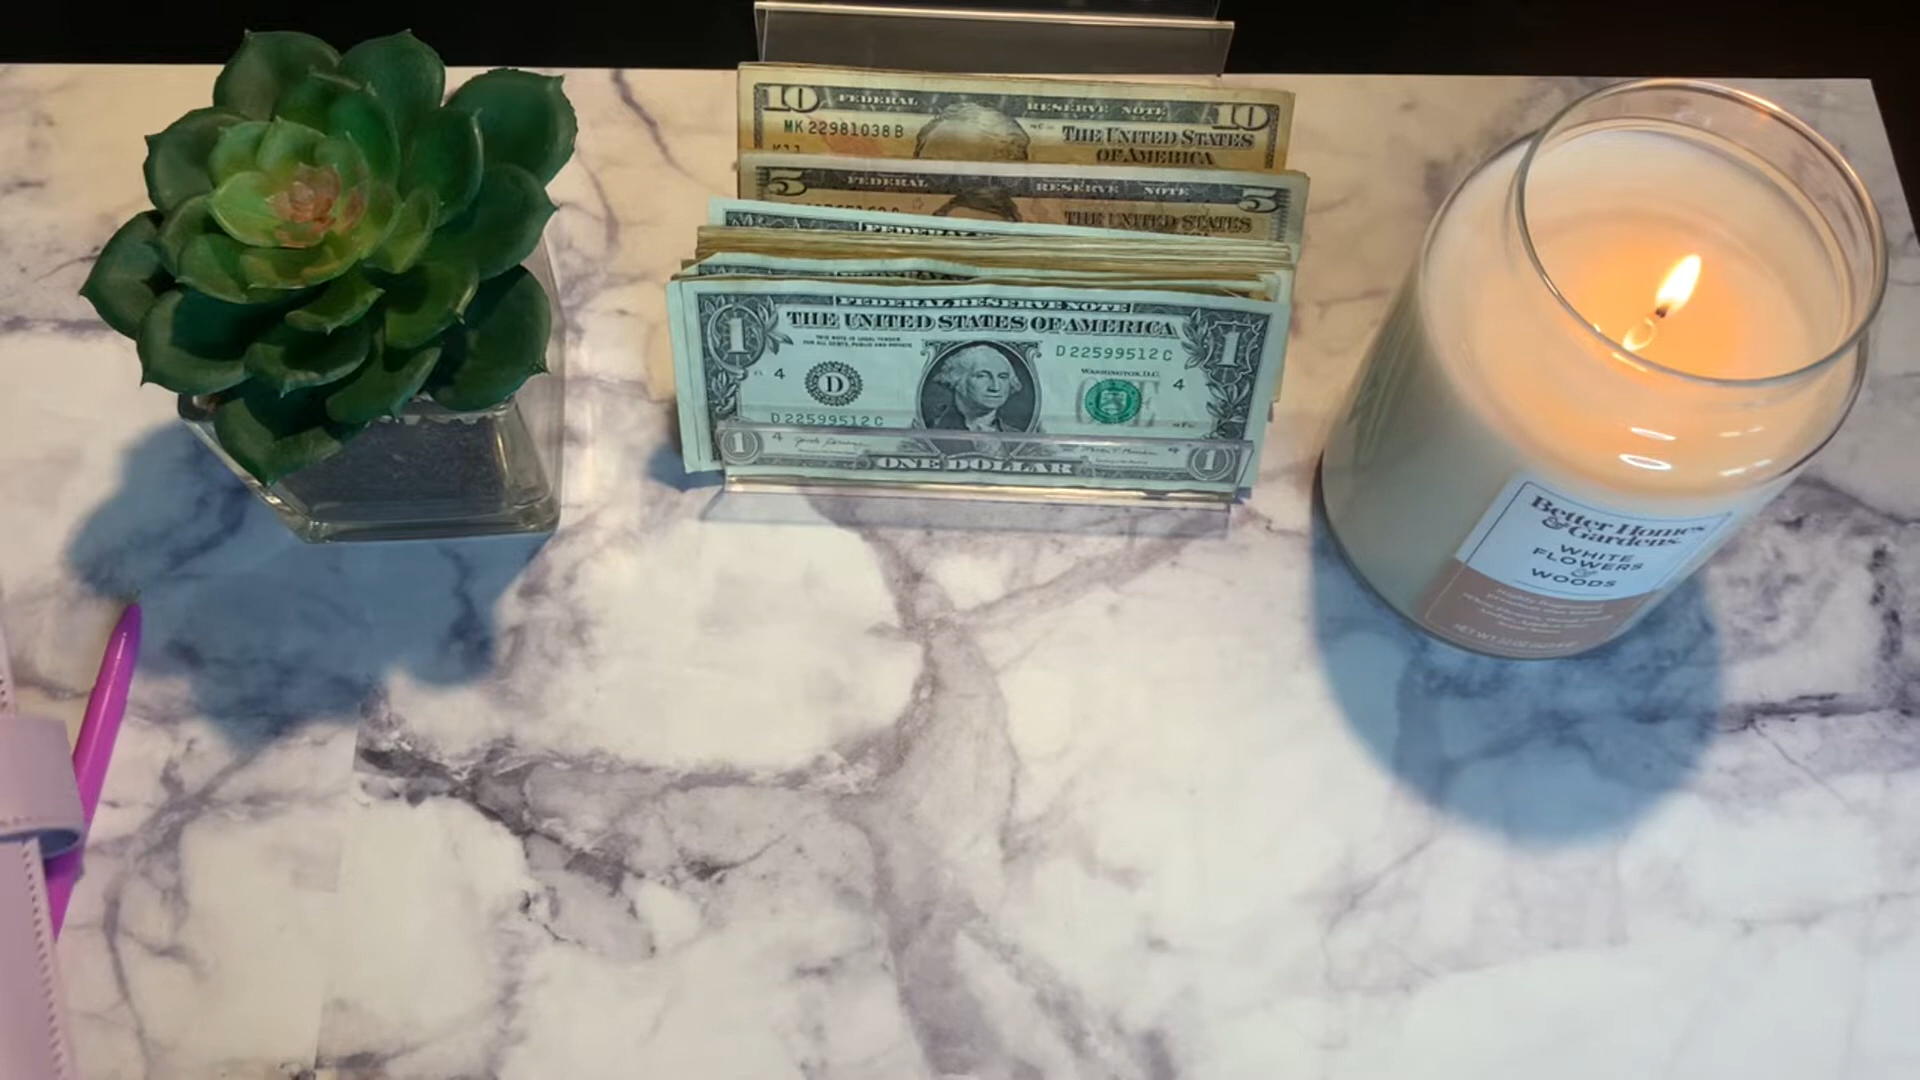 10 FEDERAL RESERVE NOTE 10
MK 22981038 B
THE UNITED STATES
OF AMERICA
5 FEDERAL RESERVE NOTE 5
THE UNITED STATES
FEDERAL
FEDERAL RESERVE NOTE
THE UNITED STATES OF AMERICA
1 1
THIS NOTE IS LEGAL TENDER
FOR ALL DEBTS, PUBLIC AND PRIVATE
D 22599512 C
WASHINGTON, D.C.
4 D 4
D 22599512 C
4
1 ONE DOLLAR 1
Better Homes
& Gardens
WHITE
FLOWERS
&
WOODS